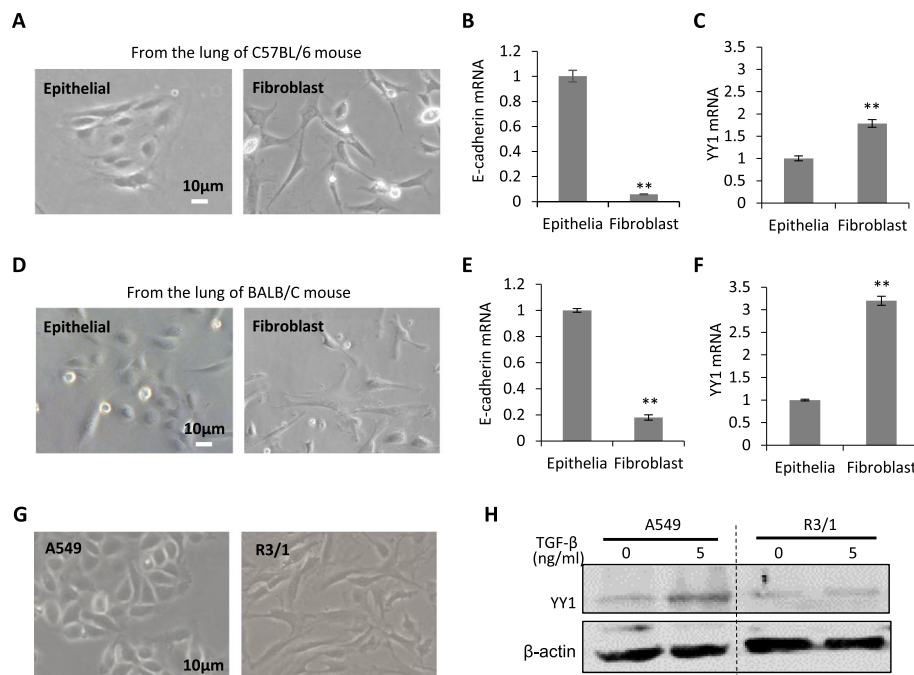 A
From the lung of C57BL/6 mouse
Epithelial
10μm
Fibroblast
B
E-cadherin mRNA
1.2
1
0.8
0.6
0.4
0.2
0
**
Epithelia Fibroblast
C
YY1 mRNA
3.5
3
2.5
2
1.5
1
0.5
**
Epithelia Fibroblast
D
From the lung of BALB/C mouse
Epithelial
10μm
Fibroblast
E
E-cadherin mRNA
1.2
1
0.8
0.6
0.4
0.2
0
**
Epithelia Fibroblast
F
YY1 mRNA
3.5
3
2.5
2
1.5
1
0.5
0
**
Epithelia Fibroblast
G
A549
10μm
R3/1
H
A549 R3/1
TGF-β
(ng/ml)
0 5 0 5
YY1
β-actin